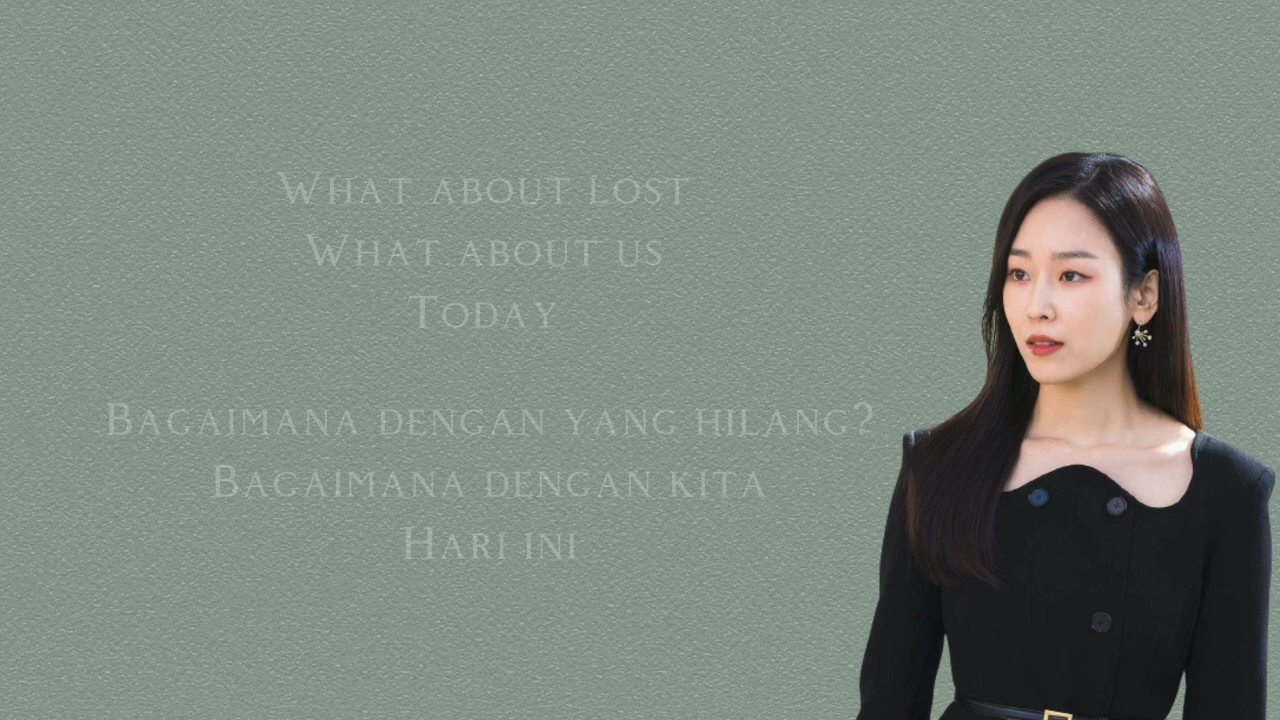 What about lost
What about us
Today
Bagaimana dengan yang hilang?
Bagaimana dengan kita
Hari ini